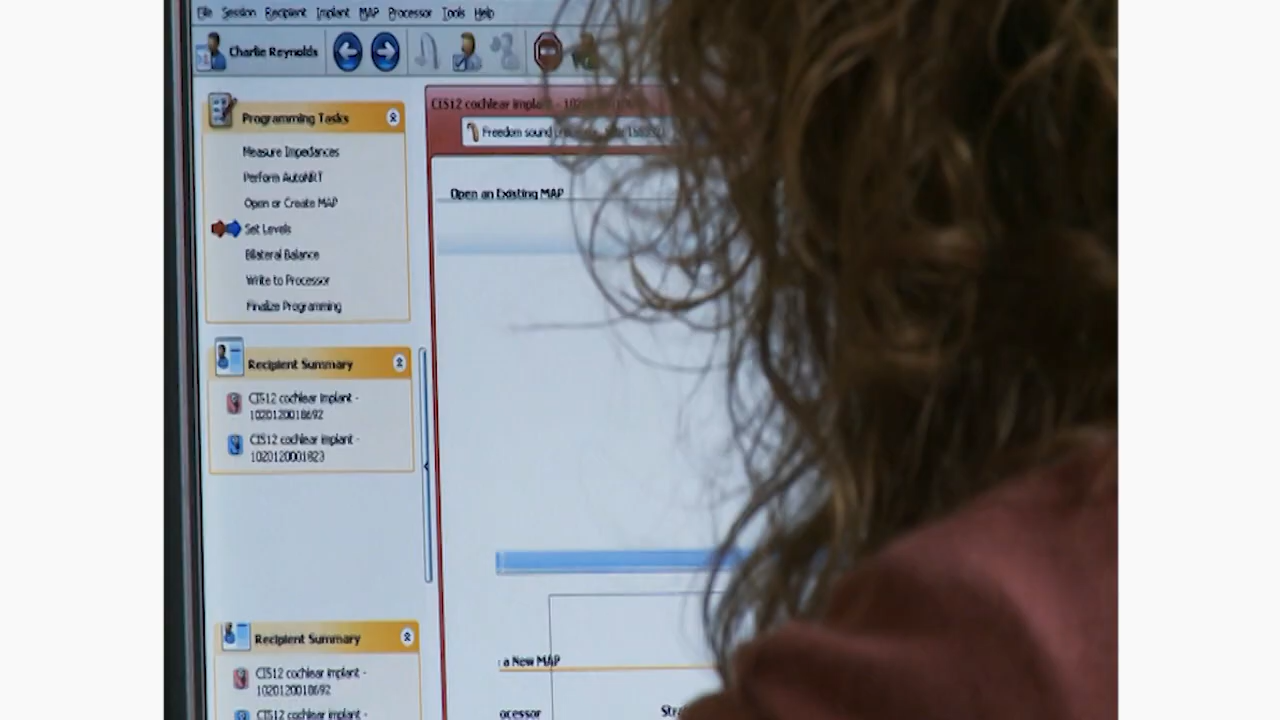 File Session Recipient Implant MAP Processor Tools Help
Charlie Reynolds
Programming Tasks
Measure Impedances
Perform AutoNRT
Open or Create MAP
Set Levels
Bilateral Balance
Write to Processor
Finalize Programming
Recipient Summary
CI512 cochlear implant -
1020120018692
CI512 cochlear implant -
1020120001823
Recipient Summary
CI512 cochlear implant -
1020120018692
CI512 cochlear implant -
CI512 cochlear implant -
Freedom sound
Open an Existing MAP
a New MAP
ocessor
Stra